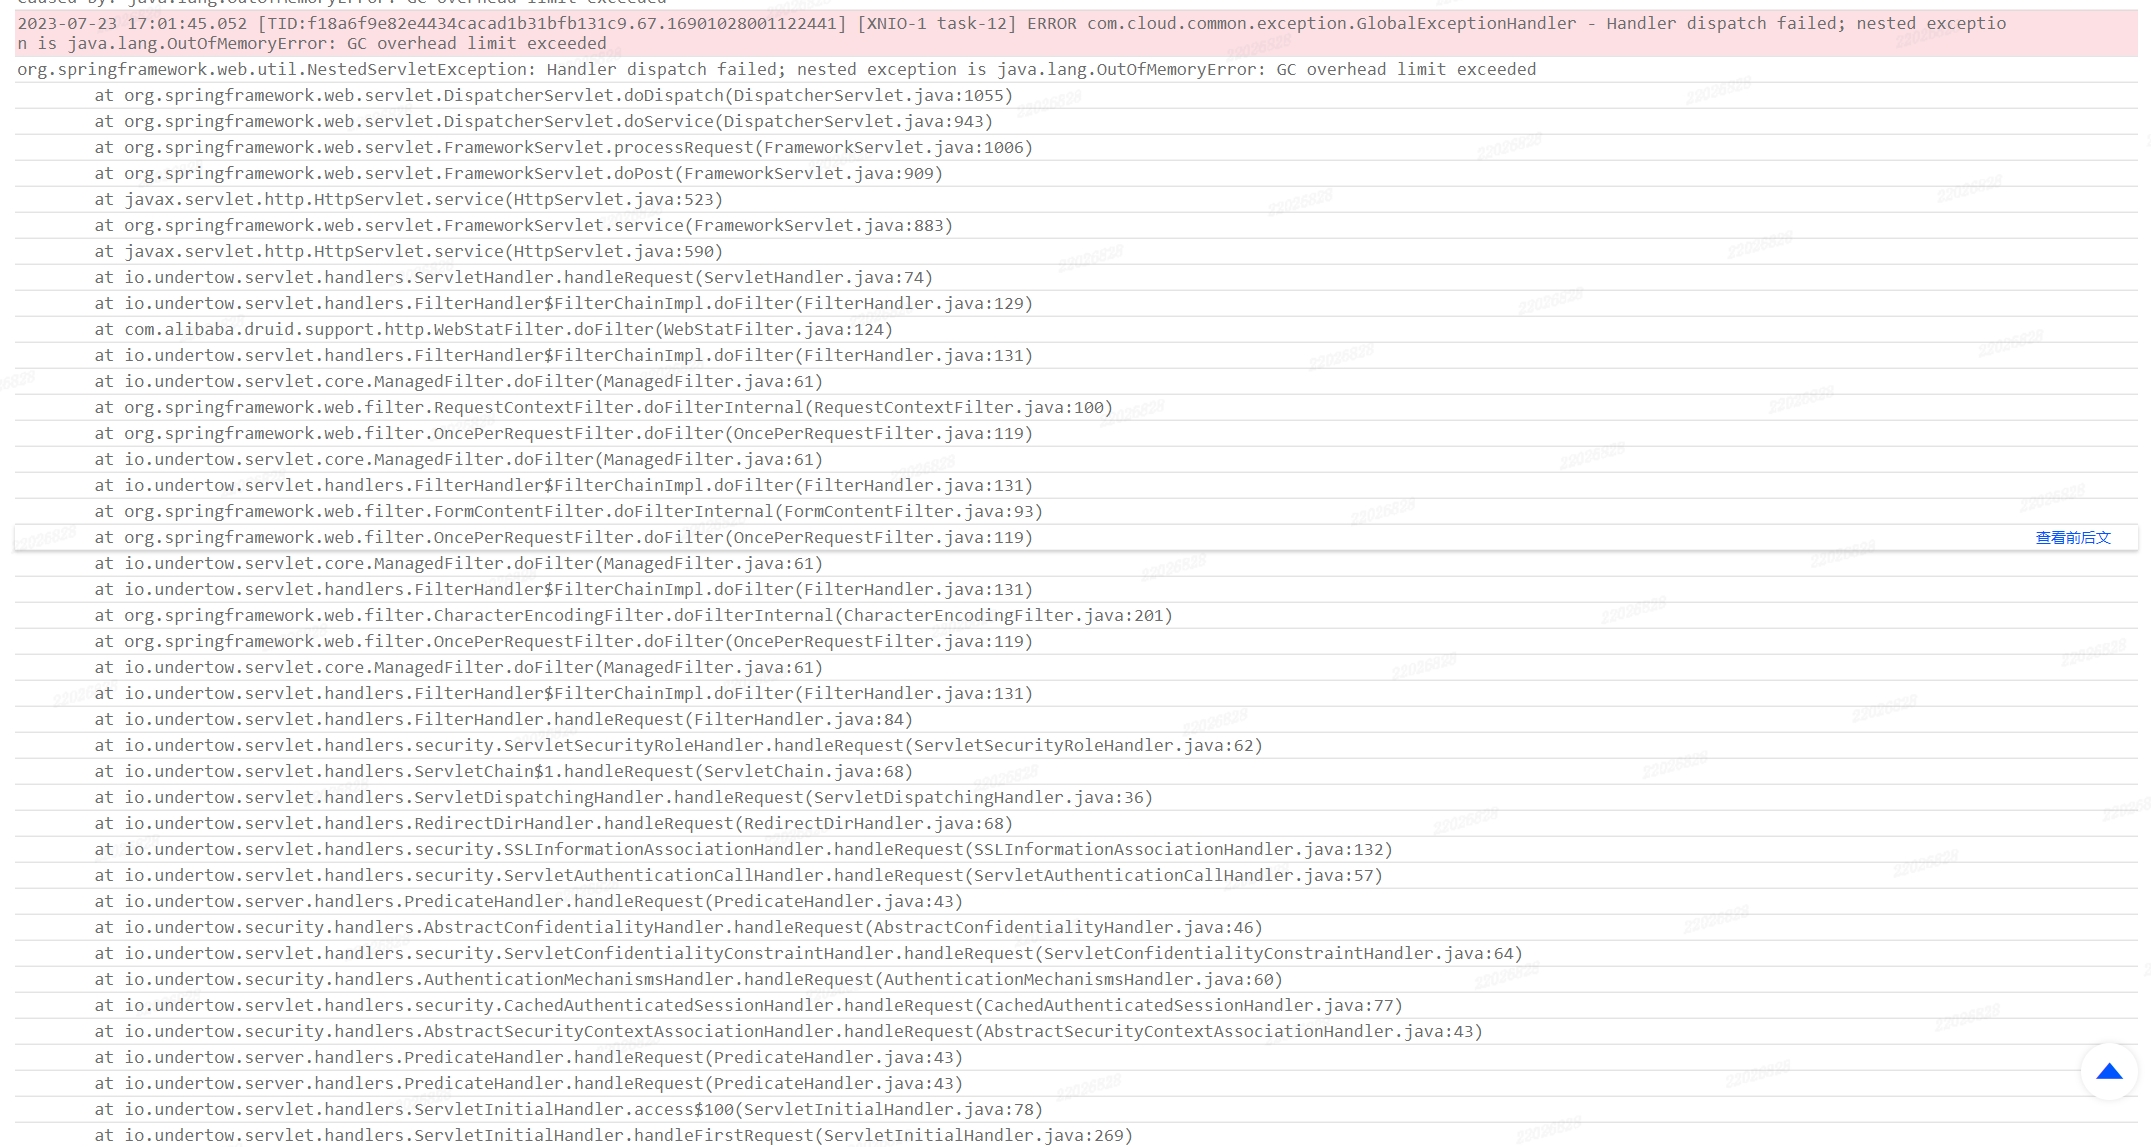 Caused by: java.lang.OutOfMemoryError: GC overhead limit exceeded
2023-07-23 17:01:45.052 [TID:f18a6f9e82e4434cacad1b31bfb131c9.67.16901028001122441] [XNIO-1 task-12] ERROR com.cloud.common.exception.GlobalExceptionHandler - Handler dispatch failed; nested exceptio
n is java.lang.OutOfMemoryError: GC overhead limit exceeded
org.springframework.web.util.NestedServletException: Handler dispatch failed; nested exception is java.lang.OutOfMemoryError: GC overhead limit exceeded
at org.springframework.web.servlet.DispatcherServlet.doDispatch(DispatcherServlet.java:1055)
at org.springframework.web.servlet.DispatcherServlet.doService(DispatcherServlet.java:943)
at org.springframework.web.servlet.FrameworkServlet.processRequest(FrameworkServlet.java:1006)
at org.springframework.web.servlet.FrameworkServlet.doPost(FrameworkServlet.java:909)
at javax.servlet.http.HttpServlet.service(HttpServlet.java:523)
at org.springframework.web.servlet.FrameworkServlet.service(FrameworkServlet.java:883)
at javax.servlet.http.HttpServlet.service(HttpServlet.java:590)
at io.undertow.servlet.handlers.ServletHandler.handleRequest(ServletHandler.java:74)
at io.undertow.servlet.handlers.FilterHandler$FilterChainImpl.doFilter(FilterHandler.java:129)
at com.alibaba.druid.support.http.WebStatFilter.doFilter(WebStatFilter.java:124)
at io.undertow.servlet.handlers.FilterHandler$FilterChainImpl.doFilter(FilterHandler.java:131)
at io.undertow.servlet.core.ManagedFilter.doFilter(ManagedFilter.java:61)
at org.springframework.web.filter.RequestContextFilter.doFilterInternal(RequestContextFilter.java:100)
at org.springframework.web.filter.OncePerRequestFilter.doFilter(OncePerRequestFilter.java:119)
at io.undertow.servlet.core.ManagedFilter.doFilter(ManagedFilter.java:61)
at io.undertow.servlet.handlers.FilterHandler$FilterChainImpl.doFilter(FilterHandler.java:131)
at org.springframework.web.filter.FormContentFilter.doFilterInternal(FormContentFilter.java:93)
at org.springframework.web.filter.OncePerRequestFilter.doFilter(OncePerRequestFilter.java:119) 查看前后文
at io.undertow.servlet.core.ManagedFilter.doFilter(ManagedFilter.java:61)
at io.undertow.servlet.handlers.FilterHandler$FilterChainImpl.doFilter(FilterHandler.java:131)
at org.springframework.web.filter.CharacterEncodingFilter.doFilterInternal(CharacterEncodingFilter.java:201)
at org.springframework.web.filter.OncePerRequestFilter.doFilter(OncePerRequestFilter.java:119)
at io.undertow.servlet.core.ManagedFilter.doFilter(ManagedFilter.java:61)
at io.undertow.servlet.handlers.FilterHandler$FilterChainImpl.doFilter(FilterHandler.java:131)
at io.undertow.servlet.handlers.FilterHandler.handleRequest(FilterHandler.java:84)
at io.undertow.servlet.handlers.security.ServletSecurityRoleHandler.handleRequest(ServletSecurityRoleHandler.java:62)
at io.undertow.servlet.handlers.ServletChain$1.handleRequest(ServletChain.java:68)
at io.undertow.servlet.handlers.ServletDispatchingHandler.handleRequest(ServletDispatchingHandler.java:36)
at io.undertow.servlet.handlers.RedirectDirHandler.handleRequest(RedirectDirHandler.java:68)
at io.undertow.servlet.handlers.security.SSLInformationAssociationHandler.handleRequest(SSLInformationAssociationHandler.java:132)
at io.undertow.servlet.handlers.security.ServletAuthenticationCallHandler.handleRequest(ServletAuthenticationCallHandler.java:57)
at io.undertow.server.handlers.PredicateHandler.handleRequest(PredicateHandler.java:43)
at io.undertow.security.handlers.AbstractConfidentialityHandler.handleRequest(AbstractConfidentialityHandler.java:46)
at io.undertow.servlet.handlers.security.ServletConfidentialityConstraintHandler.handleRequest(ServletConfidentialityConstraintHandler.java:64)
at io.undertow.security.handlers.AuthenticationMechanismsHandler.handleRequest(AuthenticationMechanismsHandler.java:60)
at io.undertow.servlet.handlers.security.CachedAuthenticatedSessionHandler.handleRequest(CachedAuthenticatedSessionHandler.java:77)
at io.undertow.security.handlers.AbstractSecurityContextAssociationHandler.handleRequest(AbstractSecurityContextAssociationHandler.java:43)
at io.undertow.server.handlers.PredicateHandler.handleRequest(PredicateHandler.java:43)
at io.undertow.server.handlers.PredicateHandler.handleRequest(PredicateHandler.java:43)
at io.undertow.servlet.handlers.ServletInitialHandler.access$100(ServletInitialHandler.java:78)
at io.undertow.servlet.handlers.ServletInitialHandler.handleFirstRequest(ServletInitialHandler.java:269)